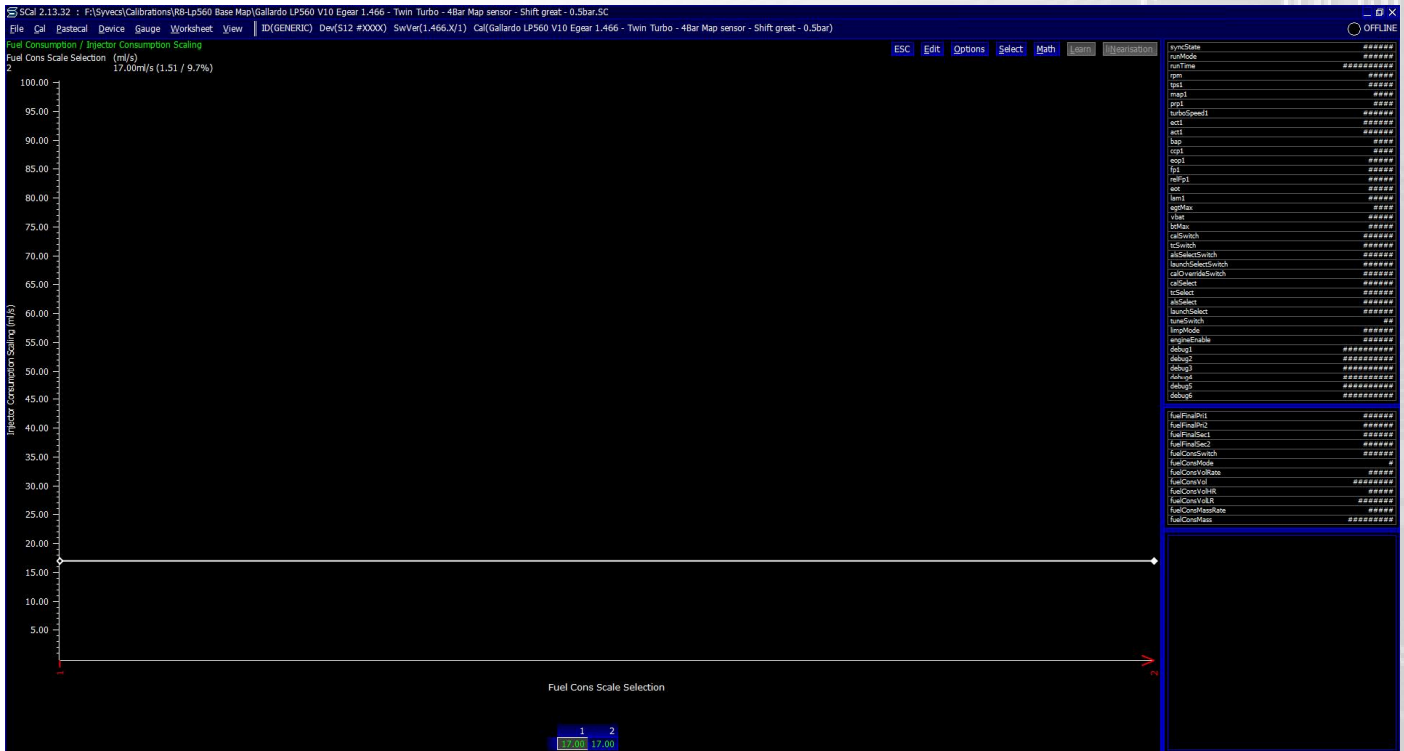 SCal 2.13.32 : F:\Syvecs\Calibrations\RB-Lp560 Base Map\Gallardo LP560 V10 Egear 1.466 - Twin Turbo - 4Bar Map sensor - Shift great - 0.5bar.SC
File Cal Pastecal Device Gauge Worksheet View ID(GENERIC) Dev(S12 #XXXX) SwVer(1.466.X/1) Cal(Gallardo LP560 V10 Egear 1.466 - Twin Turbo - 4Bar Map sensor - Shift great - 0.5bar) OFFLINE
Fuel Consumption / Injector Consumption Scaling
ESC Edit Options Select Math Learn liNearisation
Fuel Cons Scale Selection (ml/s)
2 17.00ml/s (1.51 / 9.7%)
100.00
95.00
90.00
85.00
80.00
75.00
70.00
65.00
60.00
55.00
50.00
45.00
40.00
35.00
30.00
25.00
20.00
15.00
10.00
5.00
Injector Consumption Scaling (ml/s)
1 2
Fuel Cons Scale Selection
1 2
17.00 17.00
syncState ######
runMode ######
runTime ##########
rpm #####
tps1 #####
map1 ####
prp1 ####
turboSpeed1 ######
ect1 ######
act1 ######
bap ####
ccp1 ####
eop1 #####
fp1 #####
relFp1 #####
eot #####
lam1 #####
egtMax ####
vbat #####
btMax #####
calSwitch ######
tcSwitch ######
alsSelectSwitch ######
launchSelectSwitch ######
calOverrideSwitch ######
calSelect ######
tcSelect ######
alsSelect ######
launchSelect ######
tuneSwitch ##
limpMode ######
engineEnable ######
debug1 ##########
debug2 ##########
debug3 ##########
debug4 ##########
debug5 ##########
debug6 ##########
fuelFinalPri1 ######
fuelFinalPri2 ######
fuelFinalSec1 ######
fuelFinalSec2 ######
fuelConsSwitch ######
fuelConsMode #
fuelConsVolRate #####
fuelConsVol ########
fuelConsVolHR #####
fuelConsVolLR #######
fuelConsMassRate #####
fuelConsMass #########